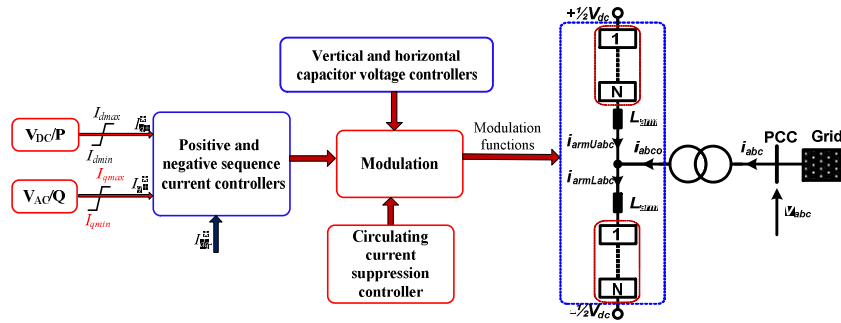 +½Vdc
1
N
Larm
iarmUabc
iabco
iabc
PCC
Grid
iarmLabc
Larm
1
N
−½Vdc
Vabc
Vertical and horizontal
capacitor voltage controllers
Idmax
VDC/P
Idmin
Iqmax
VAC/Q
Iqmin
Positive and
negative sequence
current controllers
Modulation
Modulation
functions
Circulating
current
suppression
controller